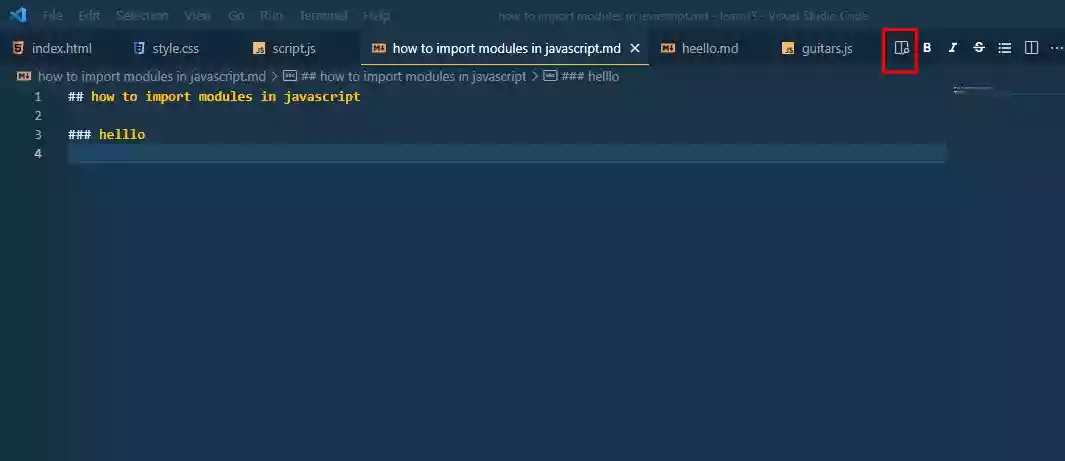 File Edit Selection View Go Run Terminal Help how to import modules in javascript.md - learnJS - Visual Studio Code
index.html style.css script.js how to import modules in javascript.md heello.md guitars.js B I S
how to import modules in javascript.md > ## how to import modules in javascript > ### helllo
1 ## how to import modules in javascript
2
3 ### helllo
4